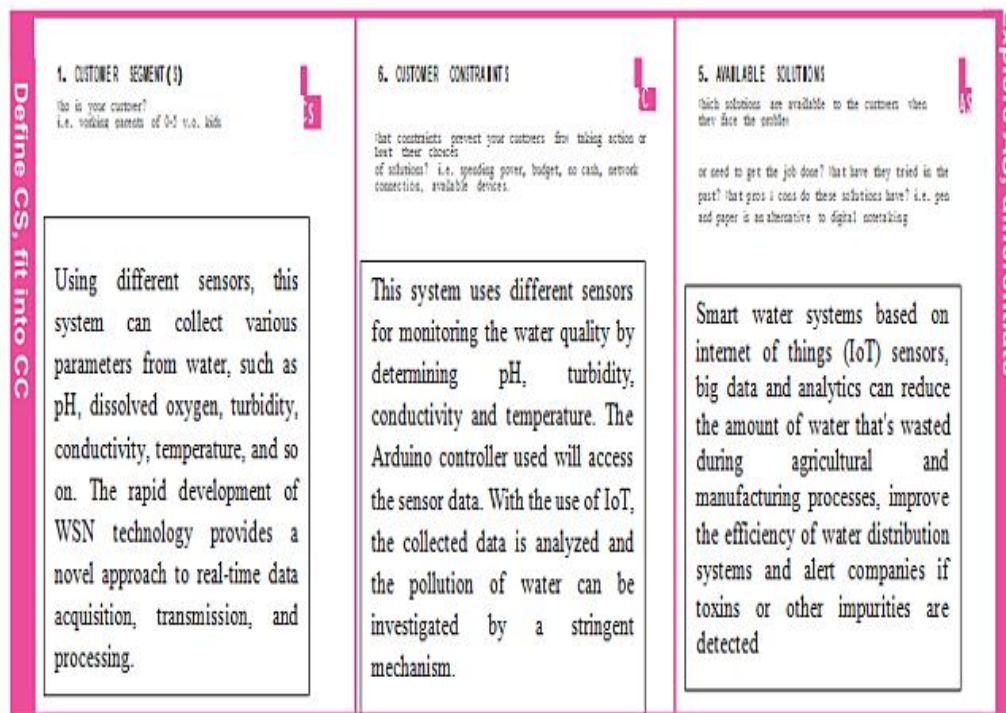 Define CS, fit into CC
1. CUSTOMER SEGMENT(S)
CS
Who is your customer?
i.e. working parents of 0-5 y.o. kids
Using different sensors, this
system can collect various
parameters from water, such as
pH, dissolved oxygen, turbidity,
conductivity, temperature, and so
on. The rapid development of
WSN technology provides a
novel approach to real-time data
acquisition, transmission, and
processing.
6. CUSTOMER CONSTRAINTS
What constraints prevent your customers from taking action or
limit their choices
of solutions? i.e. spending power, budget, no cash, network
connection, available devices.
This system uses different sensors
for monitoring the water quality by
determining pH, turbidity,
conductivity and temperature. The
Arduino controller used will access
the sensor data. With the use of IoT,
the collected data is analyzed and
the pollution of water can be
investigated by a stringent
mechanism.
5. AVAILABLE SOLUTIONS
AS
Which solutions are available to the customers when
they face the problem
or need to get the job done? What have they tried in the
past? What pros & cons do these solutions have? i.e. pen
and paper is an alternative to digital notetaking
Smart water systems based on
internet of things (IoT) sensors,
big data and analytics can reduce
the amount of water that's wasted
during agricultural and
manufacturing processes, improve
the efficiency of water distribution
systems and alert companies if
toxins or other impurities are
detected